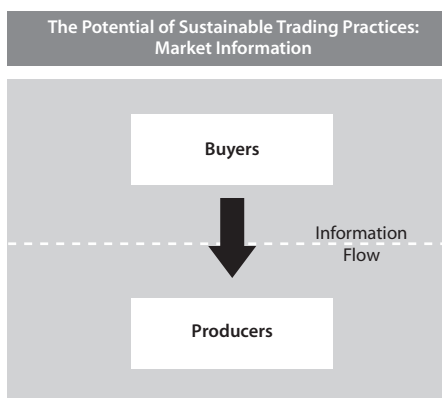 The Potential of Sustainable Trading Practices:
Market Information
Buyers
Information
Flow
Producers